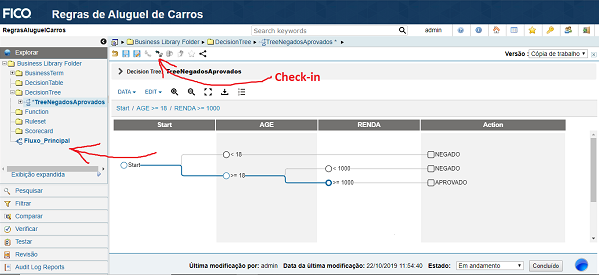 FICO Regras de Aluguel de Carros
RegrasAluguelCarros Search keywords admin
Explorar Business Library Folder DecisionTree TreeNegadosAprovados *
Business Library Folder
BusinessTerm
DecisionTable
DecisionTree
*TreeNegadosAprovados
Function
Ruleset
Scorecard
Fluxo_Principal
Exibição expandida
Pesquisar
Filtrar
Comparar
Verificar
Testar
Revisão
Audit Log Reports
Versão : Cópia de trabalho
Check-in
Decision Tree : TreeNegadosAprovados
DATA EDIT
Start / AGE >= 18 / RENDA >= 1000
Start AGE RENDA Action
< 18 NEGADO
Start >= 18 < 1000 NEGADO
>= 1000 APROVADO
Última modificação por: admin Data da última modificação: 22/10/2019 11:54:40 Estado: Em andamento Concluído